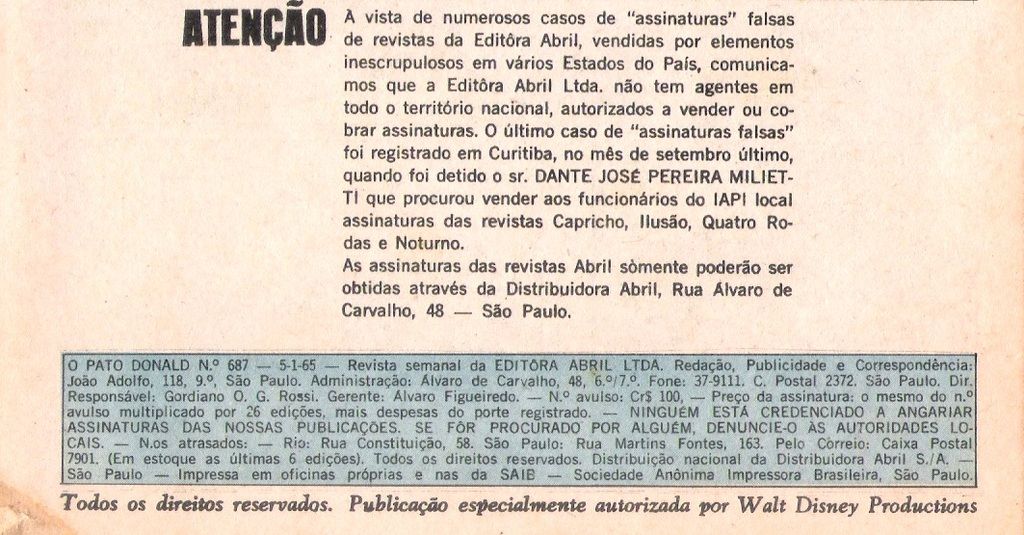 ATENÇÃO
À vista de numerosos casos de "assinaturas" falsas
de revistas da Editôra Abril, vendidas por elementos
inescrupulosos em vários Estados do País, comunica-
mos que a Editôra Abril Ltda. não tem agentes em
todo o território nacional, autorizados a vender ou co-
brar assinaturas. O último caso de "assinaturas falsas"
foi registrado em Curitiba, no mês de setembro último,
quando foi detido o sr. DANTE JOSÉ PEREIRA MILIET-
TI que procurou vender aos funcionários do IAPI local
assinaturas das revistas Capricho, Ilusão, Quatro Ro-
das e Noturno.
As assinaturas das revistas Abril sòmente poderão ser
obtidas através da Distribuidora Abril, Rua Álvaro de
Carvalho, 48 — São Paulo.
O PATO DONALD N.º 687 — 5-1-65 — Revista semanal da EDITÔRA ABRIL LTDA. Redação, Publicidade e Correspondência:
João Adolfo, 118, 9.º, São Paulo. Administração: Álvaro de Carvalho, 48, 6.º/7.º. Fone: 37-9111. C. Postal 2372. São Paulo. Dir.
Responsável: Gordiano O. G. Rossi. Gerente: Álvaro Figueiredo. — N.º avulso: Cr$ 100, — Preço da assinatura: o mesmo do n.º
avulso multiplicado por 26 edições, mais despesas do porte registrado. — NINGUÉM ESTÁ CREDENCIADO A ANGARIAR
ASSINATURAS DAS NOSSAS PUBLICAÇÕES. SE FÔR PROCURADO POR ALGUÉM, DENUNCIE-O ÀS AUTORIDADES LO-
CAIS. — N.os atrasados: — Rio: Rua Constituição, 58. São Paulo: Rua Martins Fontes, 163. Pelo Côrreio: Caixa Postal
7901. (Em estoque as últimas 6 edições). Todos os direitos reservados. Distribuição nacional da Distribuidora Abril S./A. —
São Paulo — Impressa em oficinas próprias e nas da SAIB — Sociedade Anônima Impressora Brasileira, São Paulo.
Todos os direitos reservados. Publicação especialmente autorizada por Walt Disney Productions